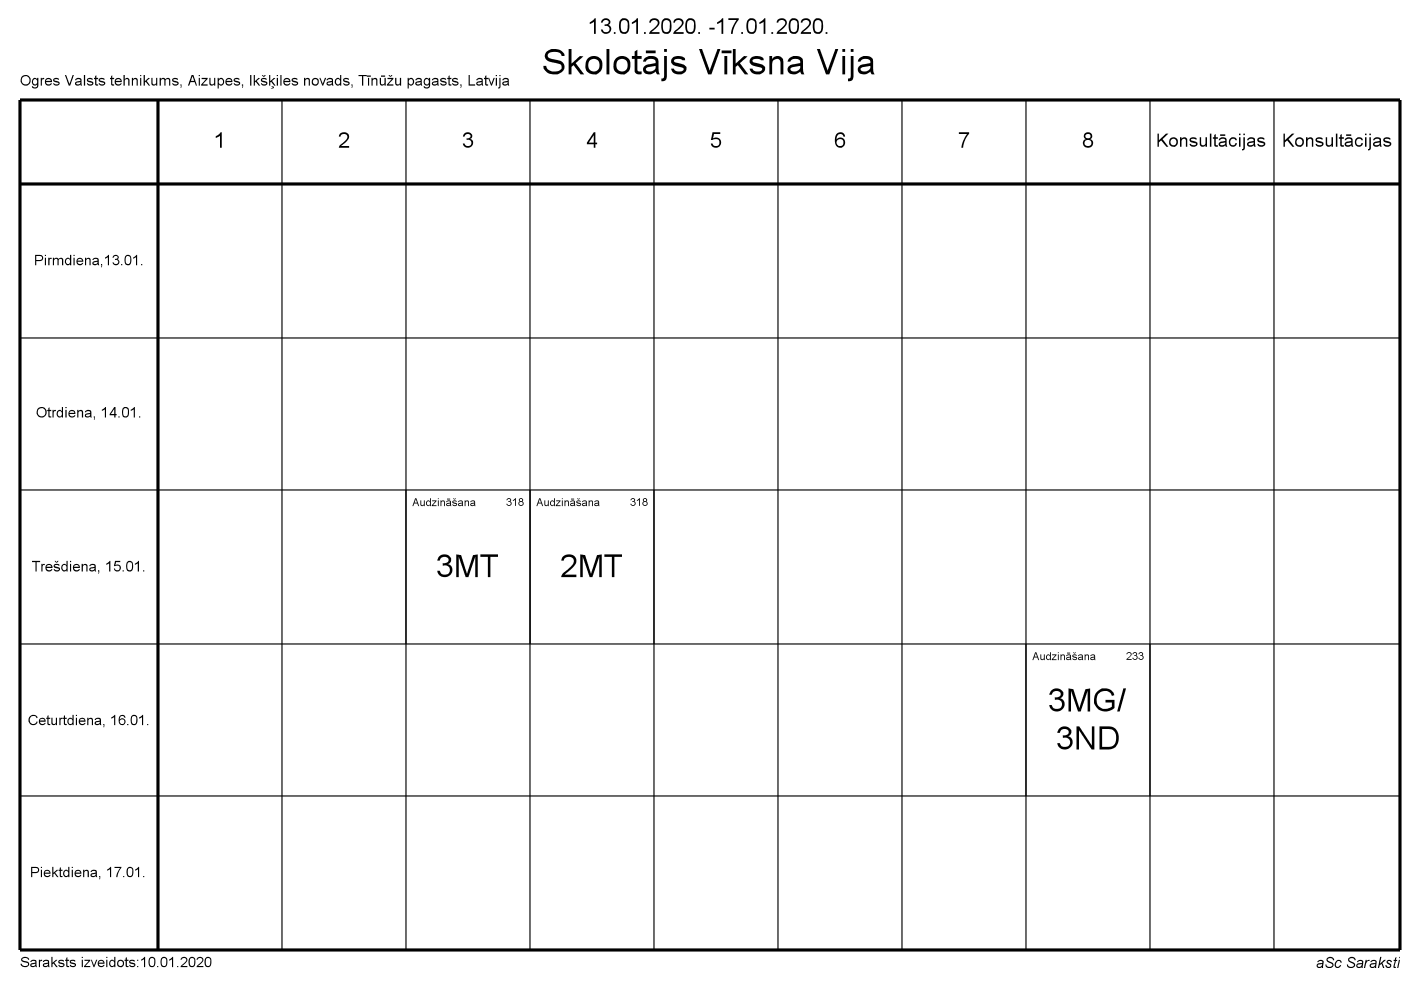 13.01.2020. -17.01.2020.
Skolotājs Vīksna Vija
Ogres Valsts tehnikums, Aizupes, Ikšķiles novads, Tīnūžu pagasts, Latvija
1 2 3 4 5 6 7 8 Konsultācijas Konsultācijas
Pirmdiena,13.01.
Otrdiena, 14.01.
Audzināšana 318 Audzināšana 318
Trešdiena, 15.01. 3MT 2MT
Audzināšana 233
3MG/
Ceturtdiena, 16.01.
3ND
Piektdiena, 17.01.
Saraksts izveidots:10.01.2020 aSc Saraksti